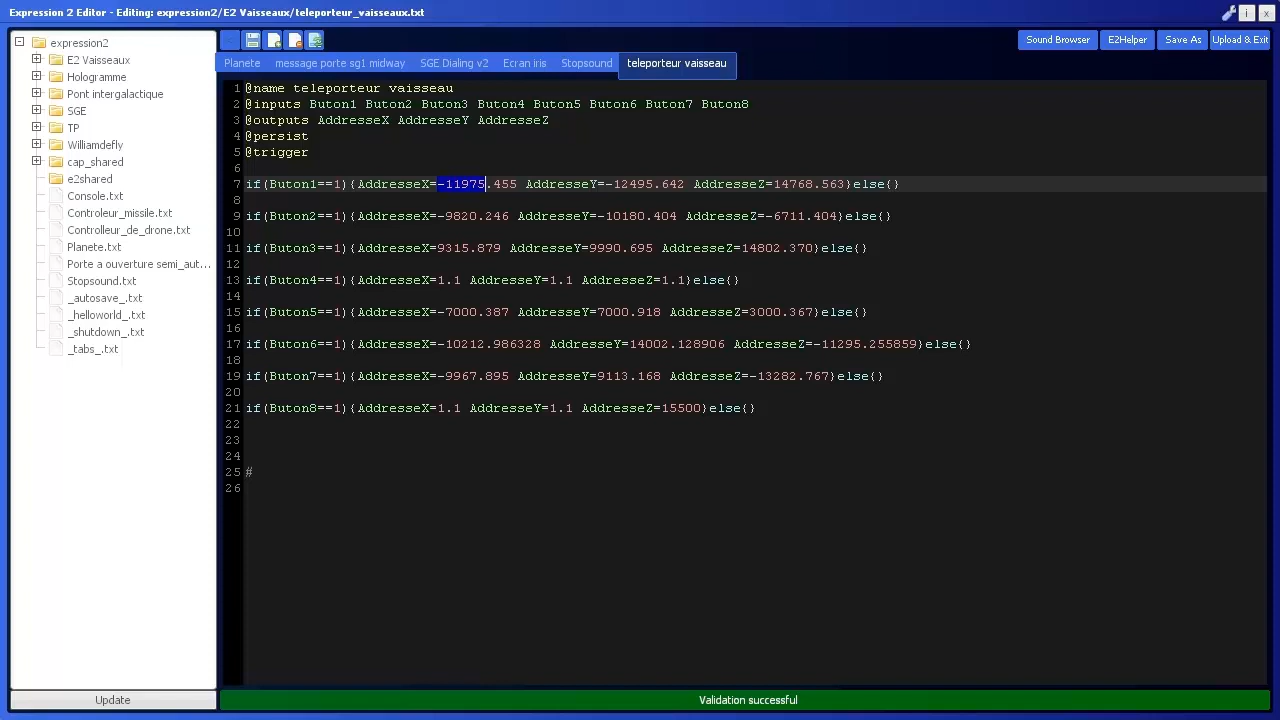 Expression 2 Editor - Editing: expression2/E2 Vaisseaux/teleporteur_vaisseaux.txt
i
x
Sound Browser E2Helper Save As Upload & Exit
Planete message porte sg1 midway SGE Dialing v2 Ecran iris Stopsound teleporteur vaisseau
expression2
E2 Vaisseaux
Hologramme
Pont intergalactique
SGE
TP
Williamdefly
cap_shared
e2shared
Console.txt
Controleur_missile.txt
Controlleur_de_drone.txt
Planete.txt
Porte a ouverture semi_aut...
Stopsound.txt
_autosave_.txt
_helloworld_.txt
_shutdown_.txt
_tabs_.txt
Update
1 @name teleporteur vaisseau
2 @inputs Buton1 Buton2 Buton3 Buton4 Buton5 Buton6 Buton7 Buton8
3 @outputs AddresseX AddresseY AddresseZ
4 @persist
5 @trigger
6
7 if(Buton1==1){AddresseX=-11975.455 AddresseY=-12495.642 AddresseZ=14768.563}else{}
8
9 if(Buton2==1){AddresseX=-9820.246 AddresseY=-10180.404 AddresseZ=-6711.404}else{}
10
11 if(Buton3==1){AddresseX=9315.879 AddresseY=9990.695 AddresseZ=14802.370}else{}
12
13 if(Buton4==1){AddresseX=1.1 AddresseY=1.1 AddresseZ=1.1}else{}
14
15 if(Buton5==1){AddresseX=-7000.387 AddresseY=7000.918 AddresseZ=3000.367}else{}
16
17 if(Buton6==1){AddresseX=-10212.986328 AddresseY=14002.128906 AddresseZ=-11295.255859}else{}
18
19 if(Buton7==1){AddresseX=-9967.895 AddresseY=9113.168 AddresseZ=-13282.767}else{}
20
21 if(Buton8==1){AddresseX=1.1 AddresseY=1.1 AddresseZ=15500}else{}
22
23
24
25 #
26
Validation successful